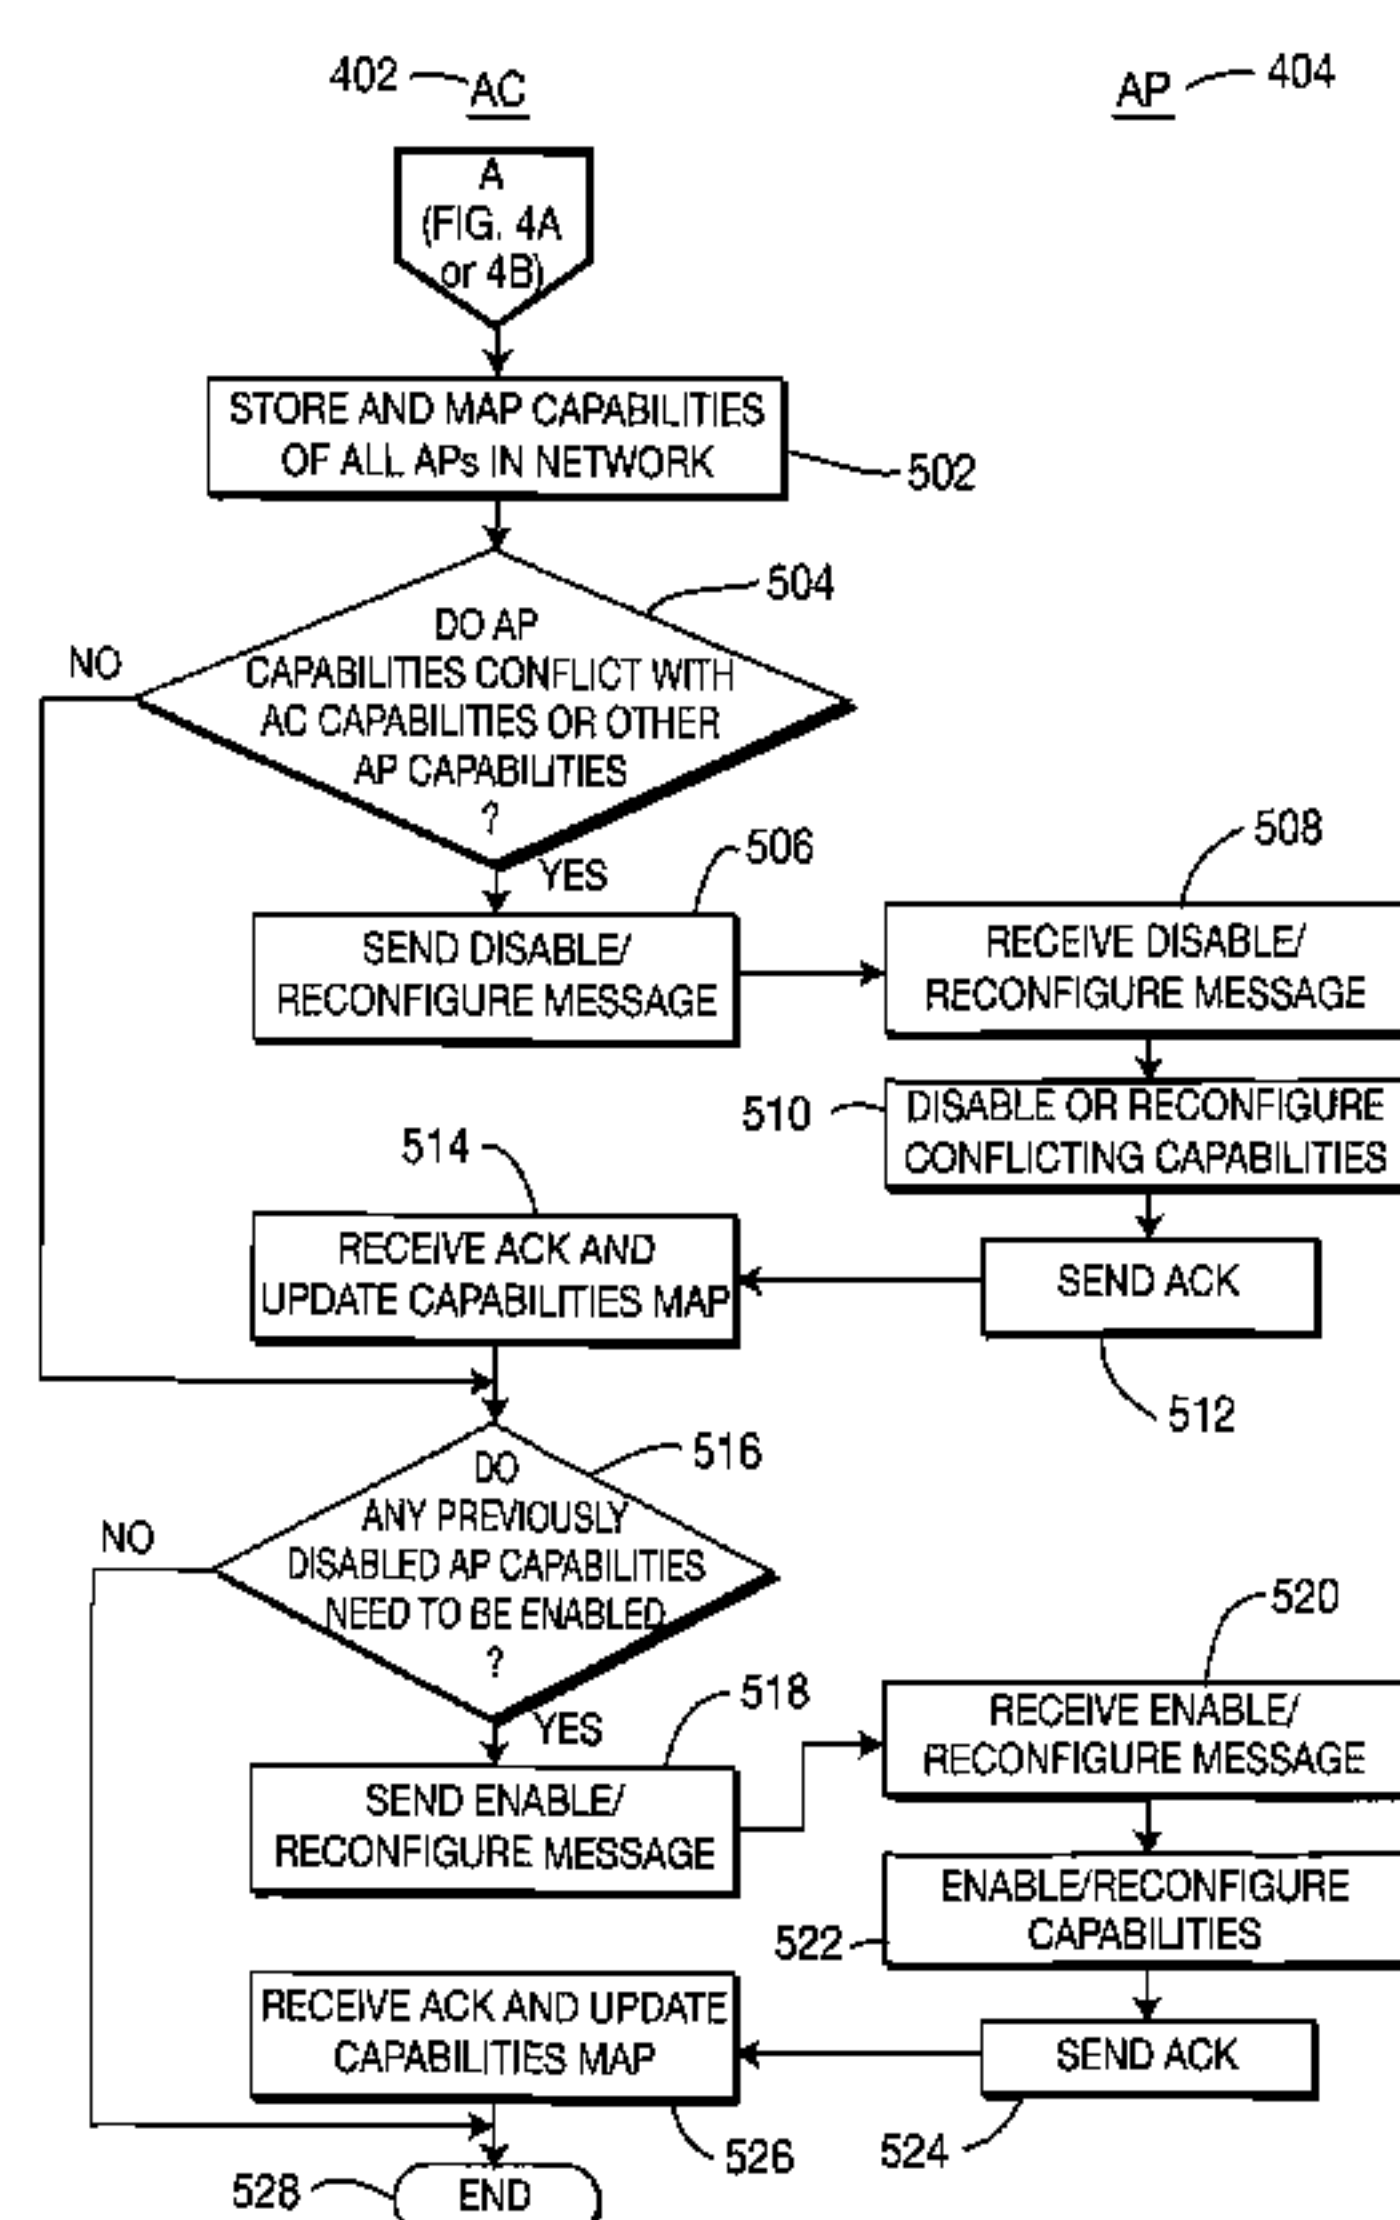 402 AC
AP 404
A
(FIG. 4A
or 4B)
STORE AND MAP CAPABILITIES
OF ALL APs IN NETWORK
502
504
DO AP
CAPABILITIES CONFLICT WITH
AC CAPABILITIES OR OTHER
AP CAPABILITIES
?
NO
YES
506
SEND DISABLE/
RECONFIGURE MESSAGE
508
RECEIVE DISABLE/
RECONFIGURE MESSAGE
510
DISABLE OR RECONFIGURE
CONFLICTING CAPABILITIES
514
RECEIVE ACK AND
UPDATE CAPABILITIES MAP
SEND ACK
512
516
DO
ANY PREVIOUSLY
DISABLED AP CAPABILITIES
NEED TO BE ENABLED
?
NO
YES
518
SEND ENABLE/
RECONFIGURE MESSAGE
520
RECEIVE ENABLE/
RECONFIGURE MESSAGE
522
ENABLE/RECONFIGURE
CAPABILITIES
RECEIVE ACK AND UPDATE
CAPABILITIES MAP
526
SEND ACK
524
528
END